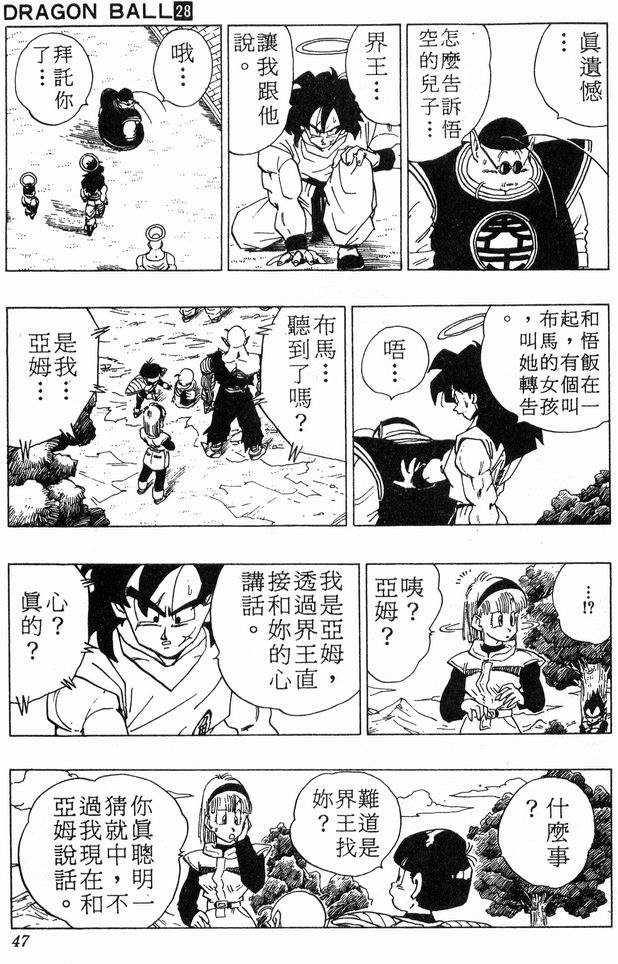 DRAGON BALL 28
眞遺憾
⋯
怎麼告訴悟
空的兒子⋯
界王⋯
讓我跟他
說。
哦⋯
拜託你
了⋯
和悟飯在一
起，有個叫
布馬的女孩
，叫她轉告
。
唔⋯
布馬⋯
聽到了嗎？
是我⋯
亞姆⋯
⋯!?
咦？
亞姆？
我是亞姆，
透過界王直
接和妳的心
講話。
心？
眞的？
什麼事
？
難道是
界王找
妳？
你眞聰明一
猜就中，不
過我現在和
亞姆說話。
47